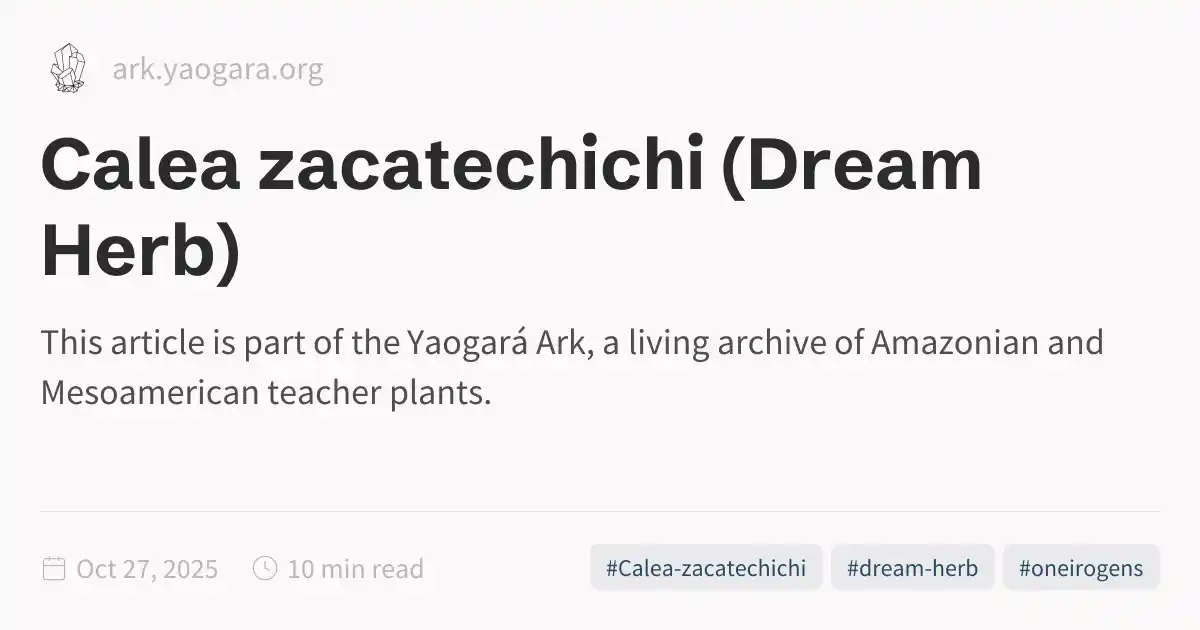 ark.yaogara.org
Calea zacatechichi (Dream
Herb)
This article is part of the Yaogará Ark, a living archive of Amazonian and
Mesoamerican teacher plants.
Oct 27, 2025 10 min read #Calea-zacatechichi #dream-herb #oneirogens